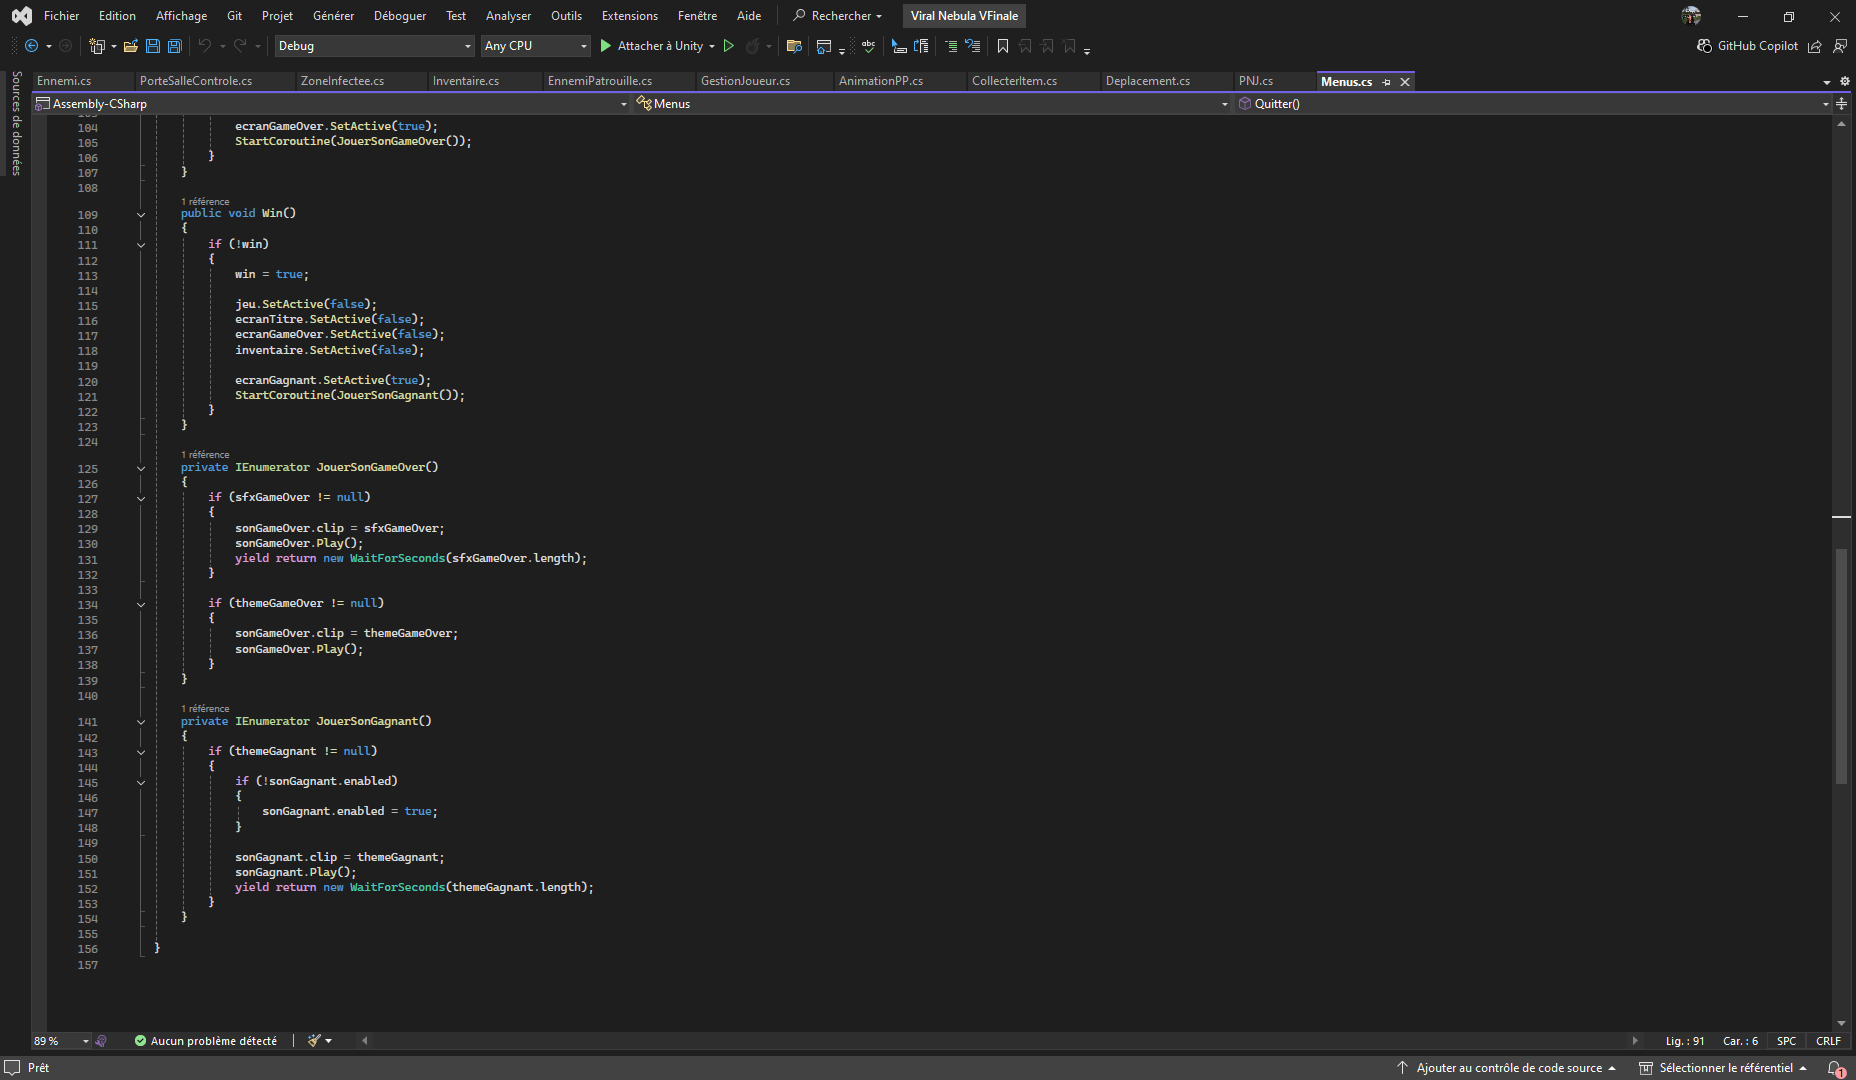 Fichier Edition Affichage Git Projet Générer Déboguer Test Analyser Outils Extensions Fenêtre Aide Rechercher Viral Nebula VFinale
Debug Any CPU Attacher à Unity abc GitHub Copilot
Sources de données
Ennemi.cs PorteSalleControle.cs ZoneInfectee.cs Inventaire.cs EnnemiPatrouille.cs GestionJoueur.cs AnimationPP.cs CollecterItem.cs Deplacement.cs PNJ.cs Menus.cs
Assembly-CSharp Menus Quitter()
104 ecranGameOver.SetActive(true);
105 StartCoroutine(JouerSonGameOver());
106 }
107 }
108
1 référence
109 public void Win()
110 {
111 if (!win)
112 {
113 win = true;
114
115 jeu.SetActive(false);
116 ecranTitre.SetActive(false);
117 ecranGameOver.SetActive(false);
118 inventaire.SetActive(false);
119
120 ecranGagnant.SetActive(true);
121 StartCoroutine(JouerSonGagnant());
122 }
123 }
124
1 référence
125 private IEnumerator JouerSonGameOver()
126 {
127 if (sfxGameOver != null)
128 {
129 sonGameOver.clip = sfxGameOver;
130 sonGameOver.Play();
131 yield return new WaitForSeconds(sfxGameOver.length);
132 }
133
134 if (themeGameOver != null)
135 {
136 sonGameOver.clip = themeGameOver;
137 sonGameOver.Play();
138 }
139 }
140
1 référence
141 private IEnumerator JouerSonGagnant()
142 {
143 if (themeGagnant != null)
144 {
145 if (!sonGagnant.enabled)
146 {
147 sonGagnant.enabled = true;
148 }
149
150 sonGagnant.clip = themeGagnant;
151 sonGagnant.Play();
152 yield return new WaitForSeconds(themeGagnant.length);
153 }
154 }
155
156 }
157
89 % Aucun problème détecté Lig. : 91 Car. : 6 SPC CRLF
Prêt Ajouter au contrôle de code source Sélectionner le référentiel 1